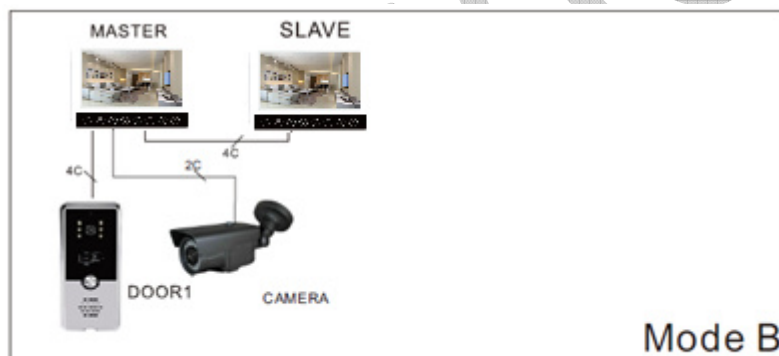 MASTER SLAVE
4C
4C 2C
DOOR1
CAMERA
Mode B